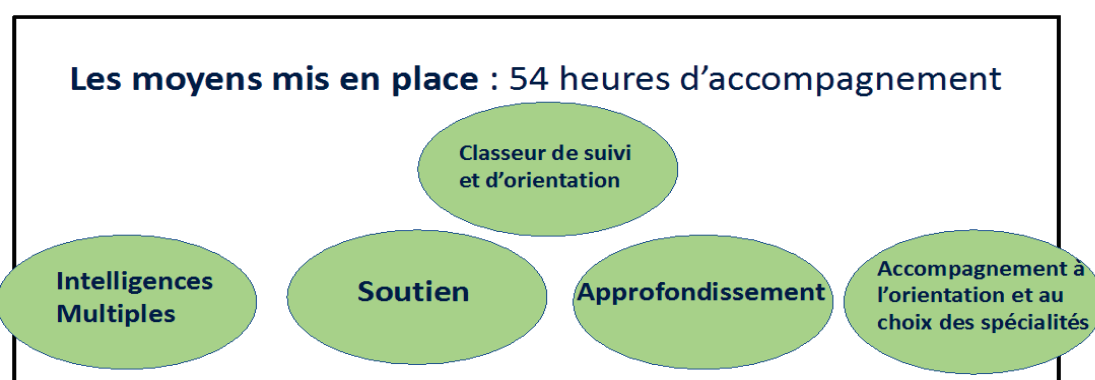 Les moyens mis en place : 54 heures d’accompagnement
Classeur de suivi
et d’orientation
Intelligences
Multiples
Soutien
Approfondissement
Accompagnement à
l’orientation et au
choix des spécialités